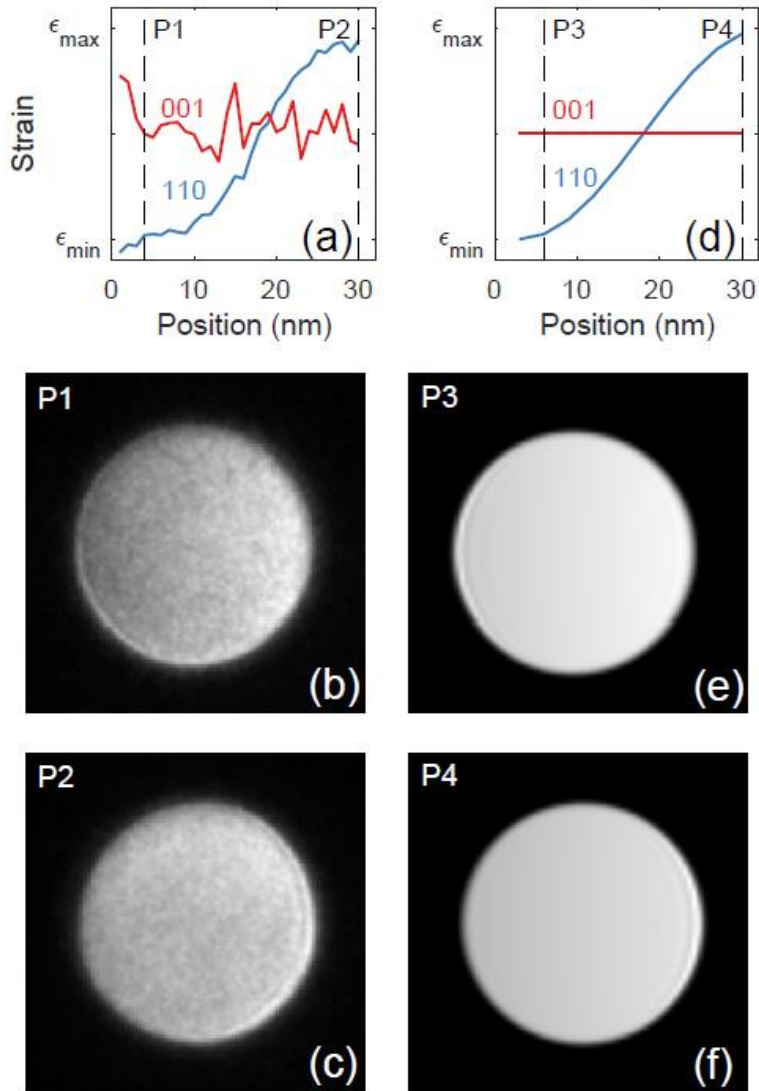 ϵmax P1 P2
001
110
ϵmin
(a)
Strain
0 10 20 30
Position (nm)
ϵmax P3 P4
001
110
ϵmin
(d)
0 10 20 30
Position (nm)
P1
(b)
P3
(e)
P2
(c)
P4
(f)